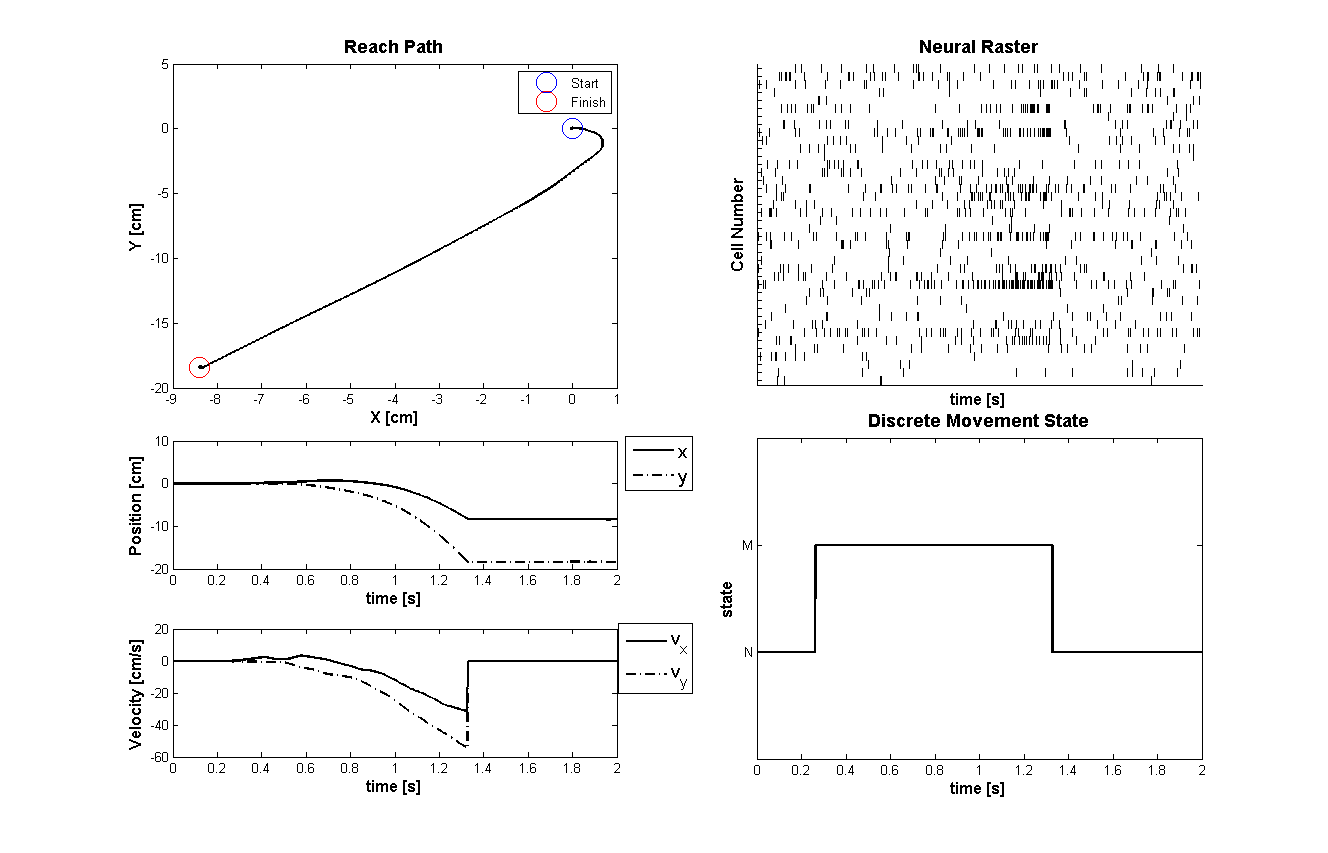 Reach Path
5
0
-5
-10
-15
-20
Y [cm]
-9 -8 -7 -6 -5 -4 -3 -2 -1 0 1
X [cm]
Start
Finish
Neural Raster
Cell Number
time [s]
10
0
-10
-20
Position [cm]
0 0.2 0.4 0.6 0.8 1 1.2 1.4 1.6 1.8 2
time [s]
x
y
20
0
-20
-40
-60
Velocity [cm/s]
0 0.2 0.4 0.6 0.8 1 1.2 1.4 1.6 1.8 2
time [s]
v_x
v_y
Discrete Movement State
M
N
state
0 0.2 0.4 0.6 0.8 1 1.2 1.4 1.6 1.8 2
time [s]